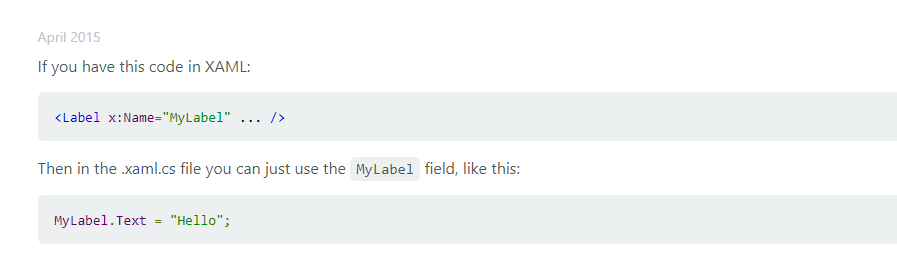 April 2015
If you have this code in XAML:
<Label x:Name="MyLabel" ... />
Then in the .xaml.cs file you can just use the MyLabel field, like this:
MyLabel.Text = "Hello";